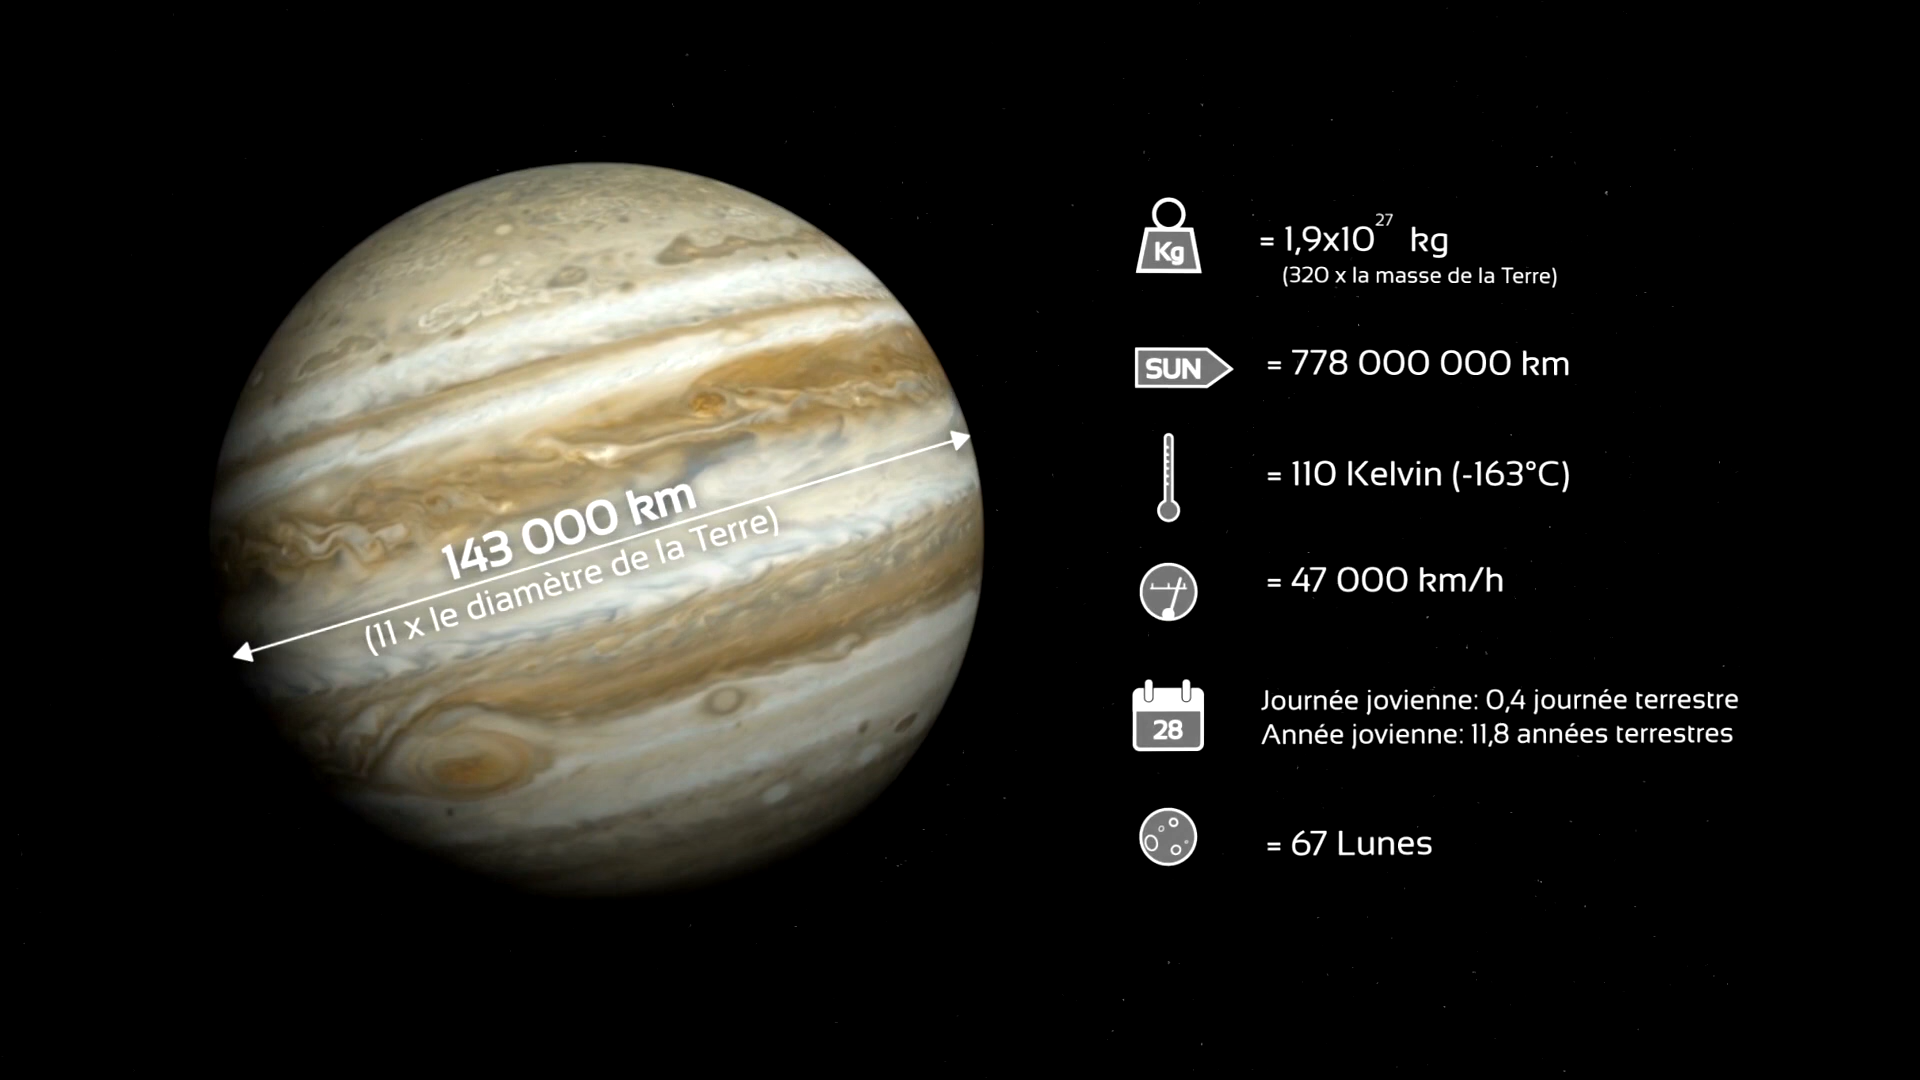 143 000 km
(11 x le diamètre de la Terre)
Kg
= 1,9x10²⁷ kg
(320 x la masse de la Terre)
SUN
= 778 000 000 km
= 110 Kelvin (-163°C)
= 47 000 km/h
28
Journée jovienne: 0,4 journée terrestre
Année jovienne: 11,8 années terrestres
= 67 Lunes